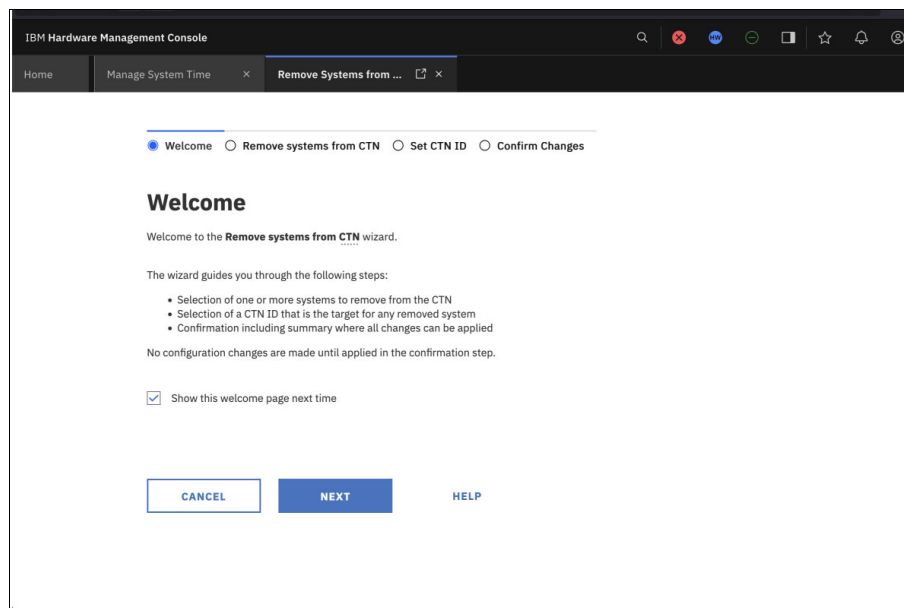 IBM Hardware Management Console
HW
Home
Manage System Time
Remove Systems from ...
Welcome
Remove systems from CTN
Set CTN ID
Confirm Changes
Welcome
Welcome to the Remove systems from CTN wizard.
The wizard guides you through the following steps:
• Selection of one or more systems to remove from the CTN
• Selection of a CTN ID that is the target for any removed system
• Confirmation including summary where all changes can be applied
No configuration changes are made until applied in the confirmation step.
Show this welcome page next time
CANCEL
NEXT
HELP